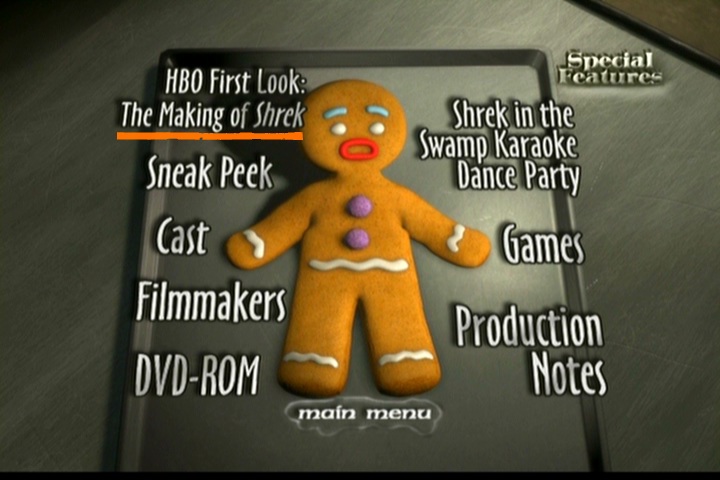 Special
Features
HBO First Look:
The Making of Shrek
Sneak Peek
Cast
Filmmakers
DVD-ROM
Shrek in the
Swamp Karaoke
Dance Party
Games
Production
Notes
main menu